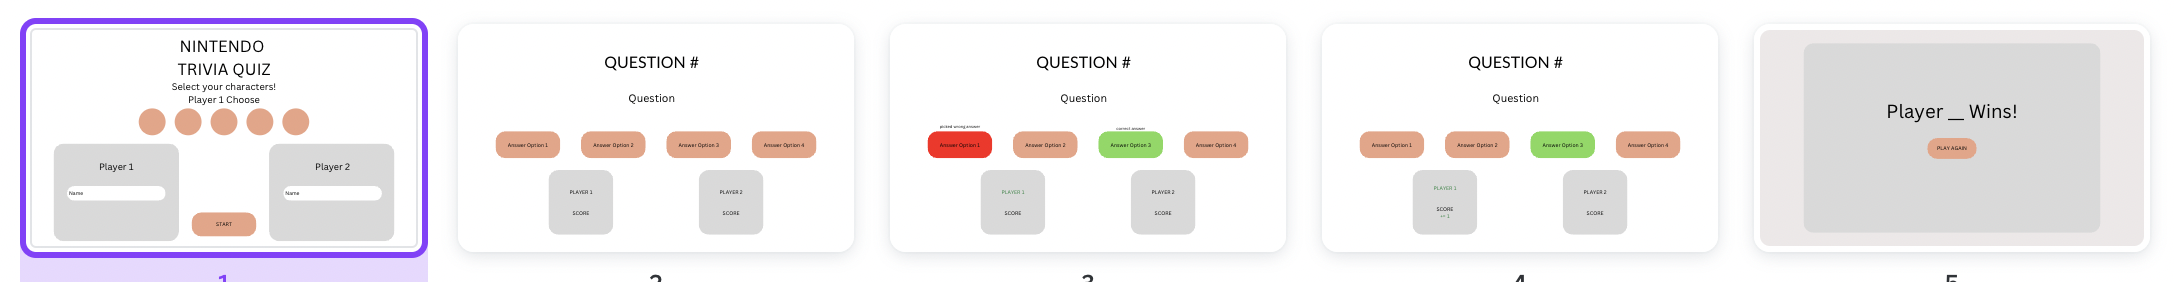 NINTENDO
TRIVIA QUIZ
Select your characters!
Player 1 Choose
Player 1
Name
Player 2
Name
START
1
QUESTION #
Question
Answer Option 1
Answer Option 2
Answer Option 3
Answer Option 4
PLAYER 1
SCORE
PLAYER 2
SCORE
2
QUESTION #
Question
picked wrong answer
correct answer
Answer Option 1
Answer Option 2
Answer Option 3
Answer Option 4
PLAYER 1
SCORE
PLAYER 2
SCORE
3
QUESTION #
Question
Answer Option 1
Answer Option 2
Answer Option 3
Answer Option 4
PLAYER 1
SCORE
+= 1
PLAYER 2
SCORE
4
Player __ Wins!
PLAY AGAIN
5